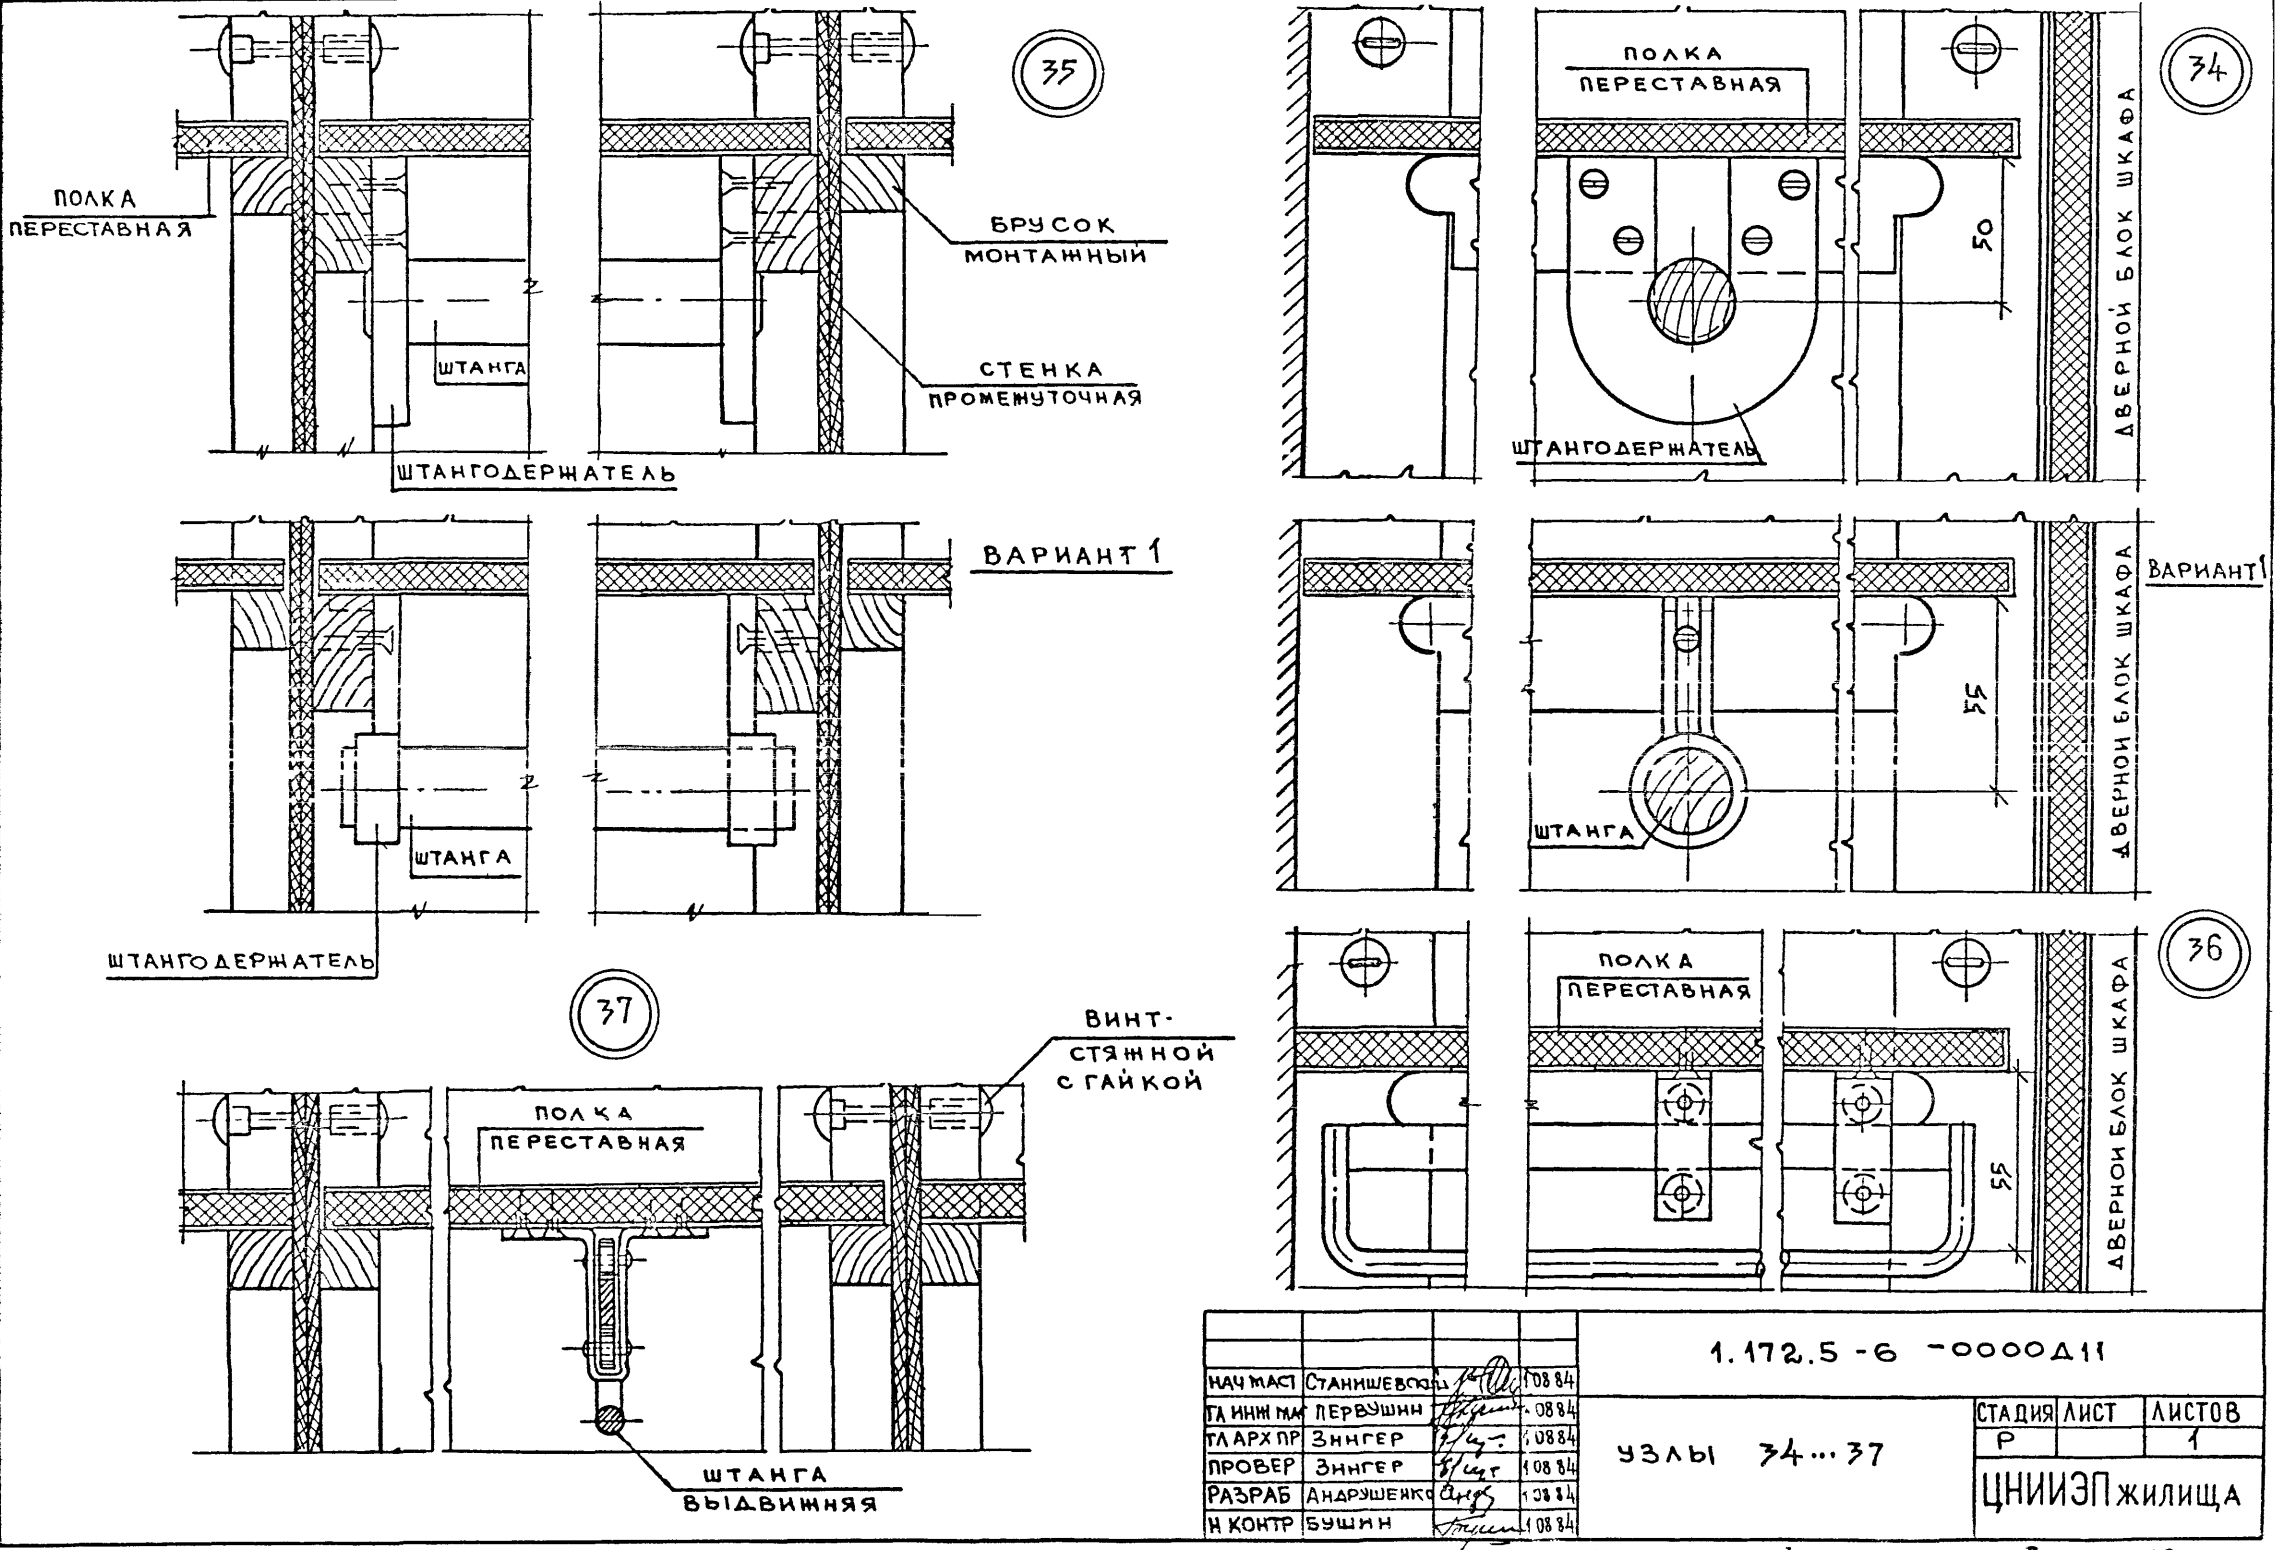 35
ПОЛКА
ПЕРЕСТАВНАЯ
БРУСОК
МОНТАЖНЫЙ
ШТАНГА
СТЕНКА
ПРОМЕЖУТОЧНАЯ
ШТАНГОДЕРЖАТЕЛЬ
34
ПОЛКА
ПЕРЕСТАВНАЯ
50
ШТАНГОДЕРЖАТЕЛЬ
ДВЕРНОЙ БЛОК ШКАФА
ВАРИАНТ 1
ШТАНГА
ШТАНГОДЕРЖАТЕЛЬ
ВАРИАНТ 1
55
ШТАНГА
ДВЕРНОЙ БЛОК ШКАФА
37
ВИНТ-
СТЯЖНОЙ
С ГАЙКОЙ
ПОЛКА
ПЕРЕСТАВНАЯ
ШТАНГА
ВЫДВИЖНЯЯ
36
ПОЛКА
ПЕРЕСТАВНАЯ
55
ДВЕРНОЙ БЛОК ШКАФА
1.172.5-6 -0000Д11
НАЧ МАСТ СТАНИШЕВСКИЙ 08 84
ГЛ ИНЖ МАС ПЕРВУШИН 08 84
ГЛ АРХ ПР ЗИНГЕР 08 84
ПРОВЕР ЗИНГЕР 08 84
РАЗРАБ АНДРУШЕНКО 08 84
Н КОНТР БУШИН 08 84
УЗЛЫ 34...37
СТАДИЯ ЛИСТ ЛИСТОВ
Р 1
ЦНИИЭП ЖИЛИЩА